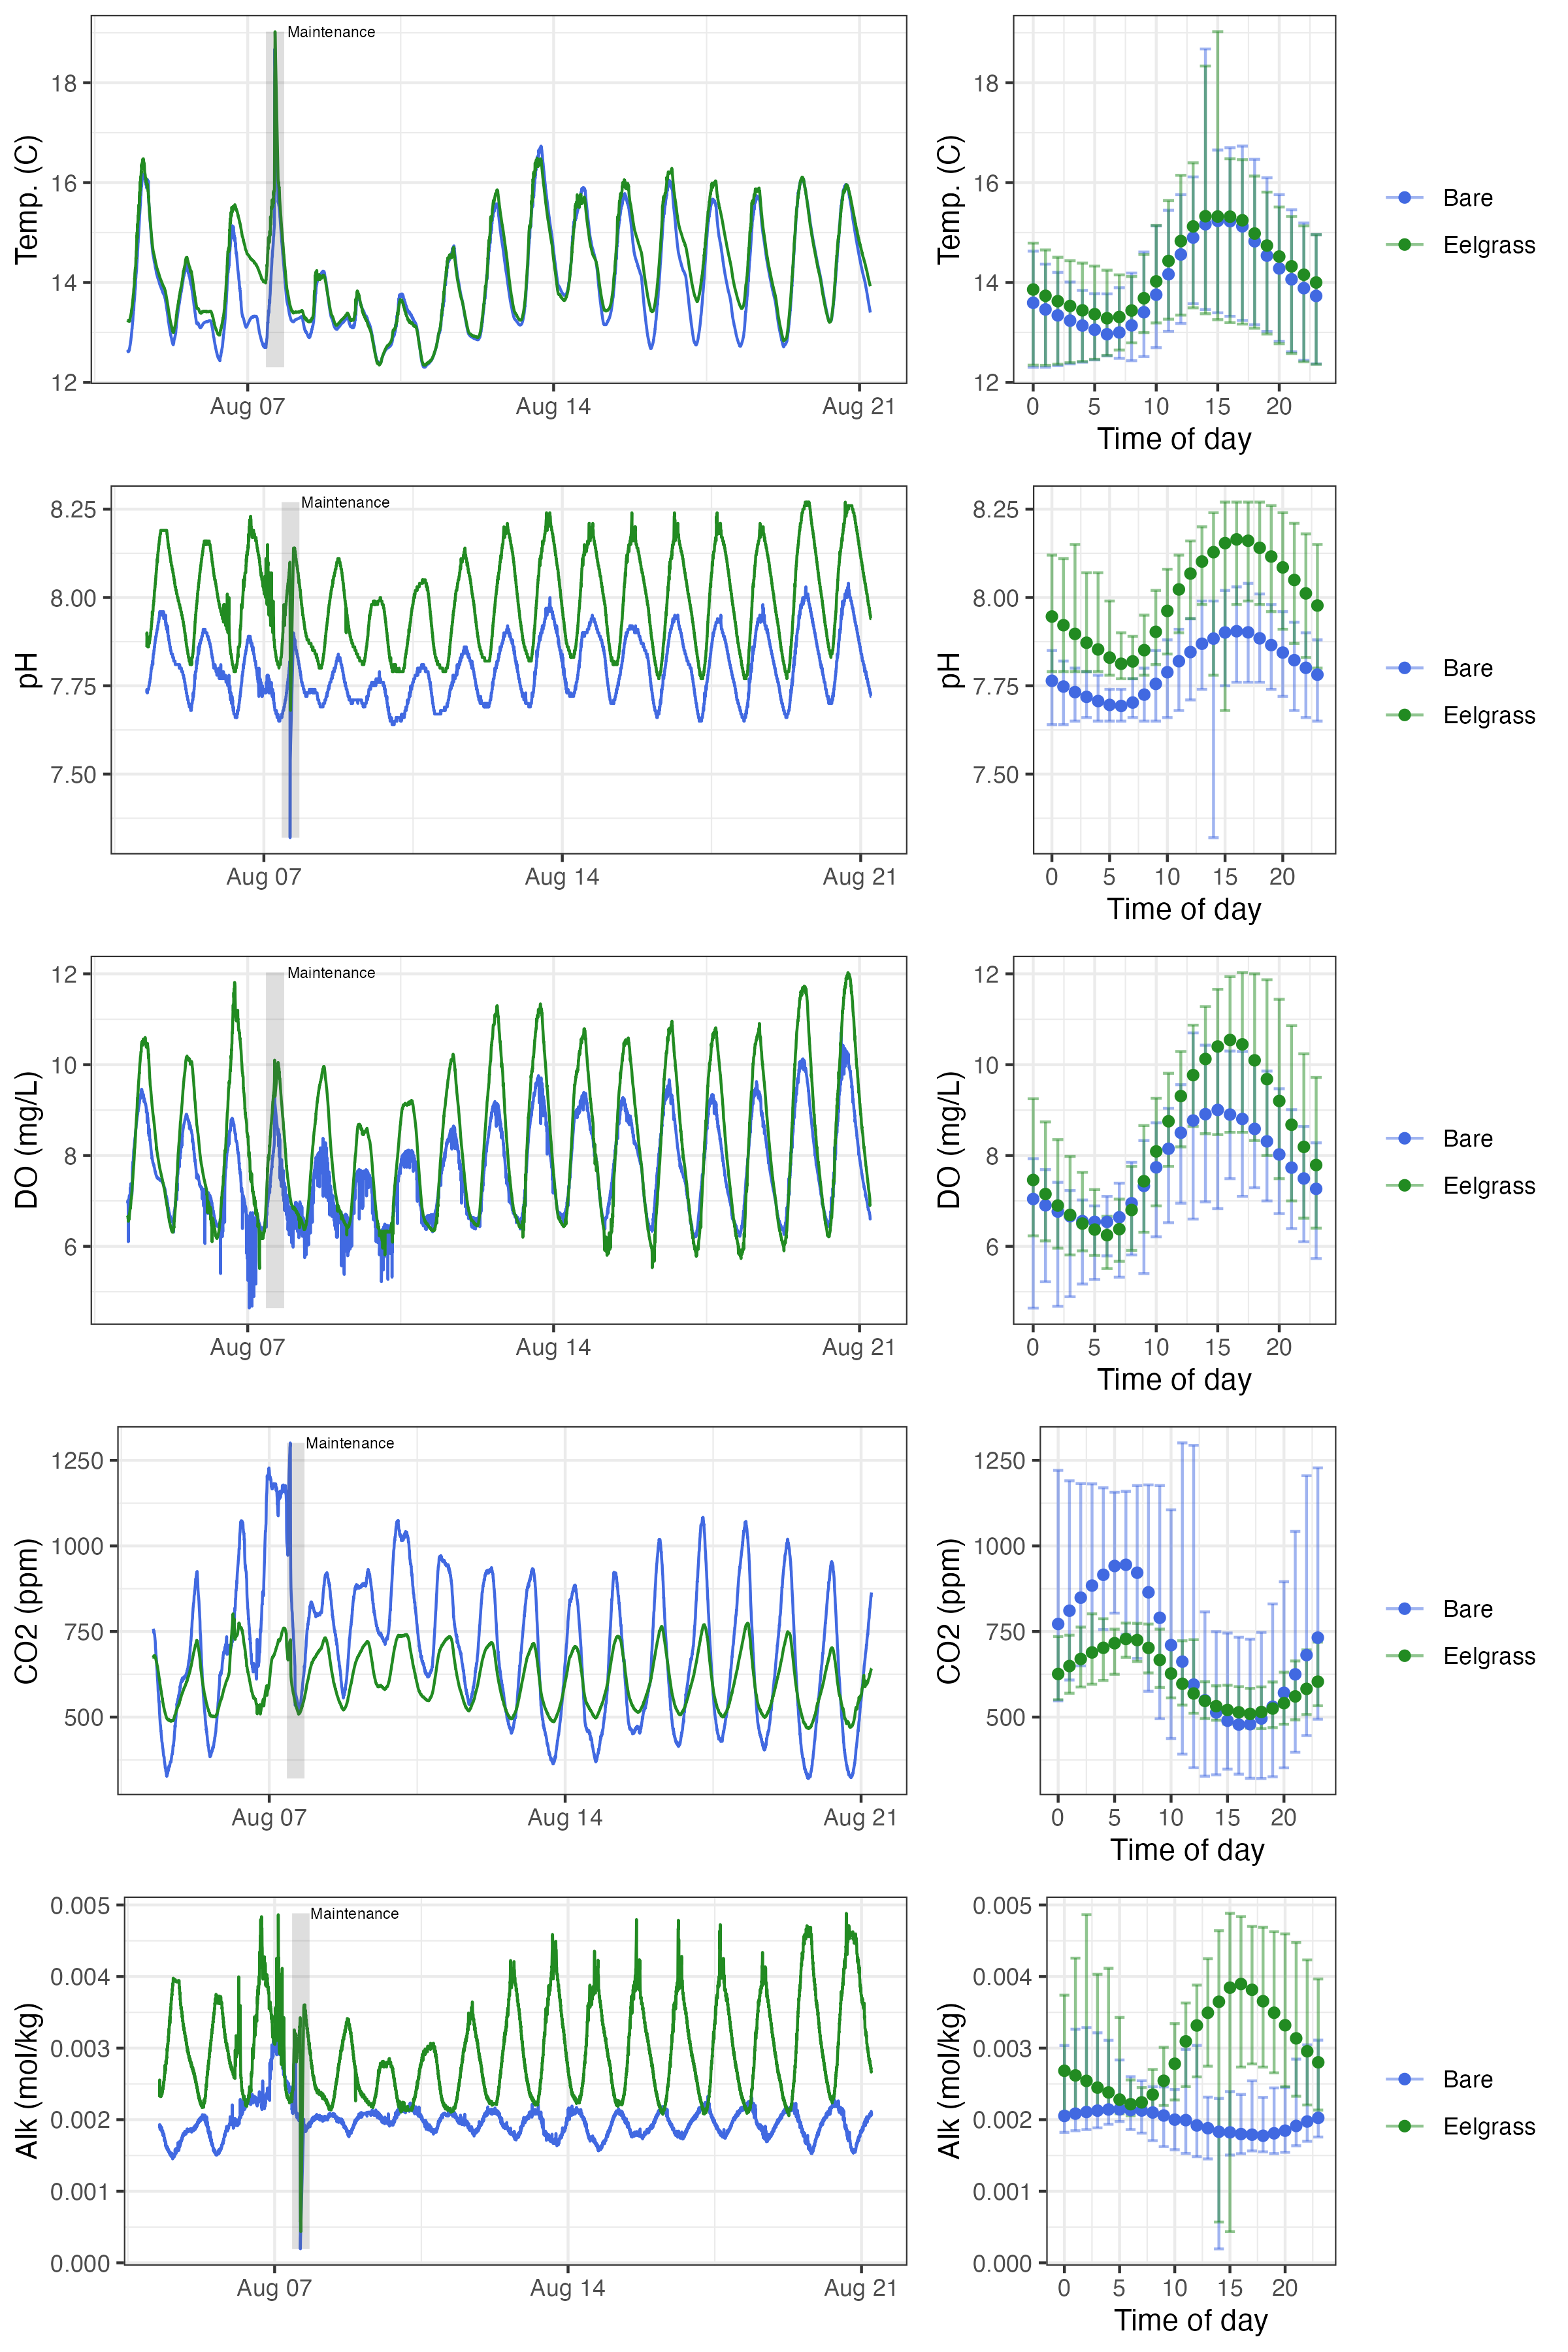 Maintenance
Temp. (C)
18
16
14
12
Aug 07 Aug 14 Aug 21
18
16
14
12
0 5 10 15 20
Time of day
Temp. (C)
Bare
Eelgrass
Maintenance
pH
8.25
8.00
7.75
7.50
Aug 07 Aug 14 Aug 21
pH
8.25
8.00
7.75
7.50
0 5 10 15 20
Time of day
Bare
Eelgrass
Maintenance
DO (mg/L)
12
10
8
6
Aug 07 Aug 14 Aug 21
DO (mg/L)
12
10
8
6
0 5 10 15 20
Time of day
Bare
Eelgrass
Maintenance
CO2 (ppm)
1250
1000
750
500
Aug 07 Aug 14 Aug 21
CO2 (ppm)
1250
1000
750
500
0 5 10 15 20
Time of day
Bare
Eelgrass
Maintenance
Alk (mol/kg)
0.005
0.004
0.003
0.002
0.001
0.000
Aug 07 Aug 14 Aug 21
Alk (mol/kg)
0.005
0.004
0.003
0.002
0.001
0.000
0 5 10 15 20
Time of day
Bare
Eelgrass